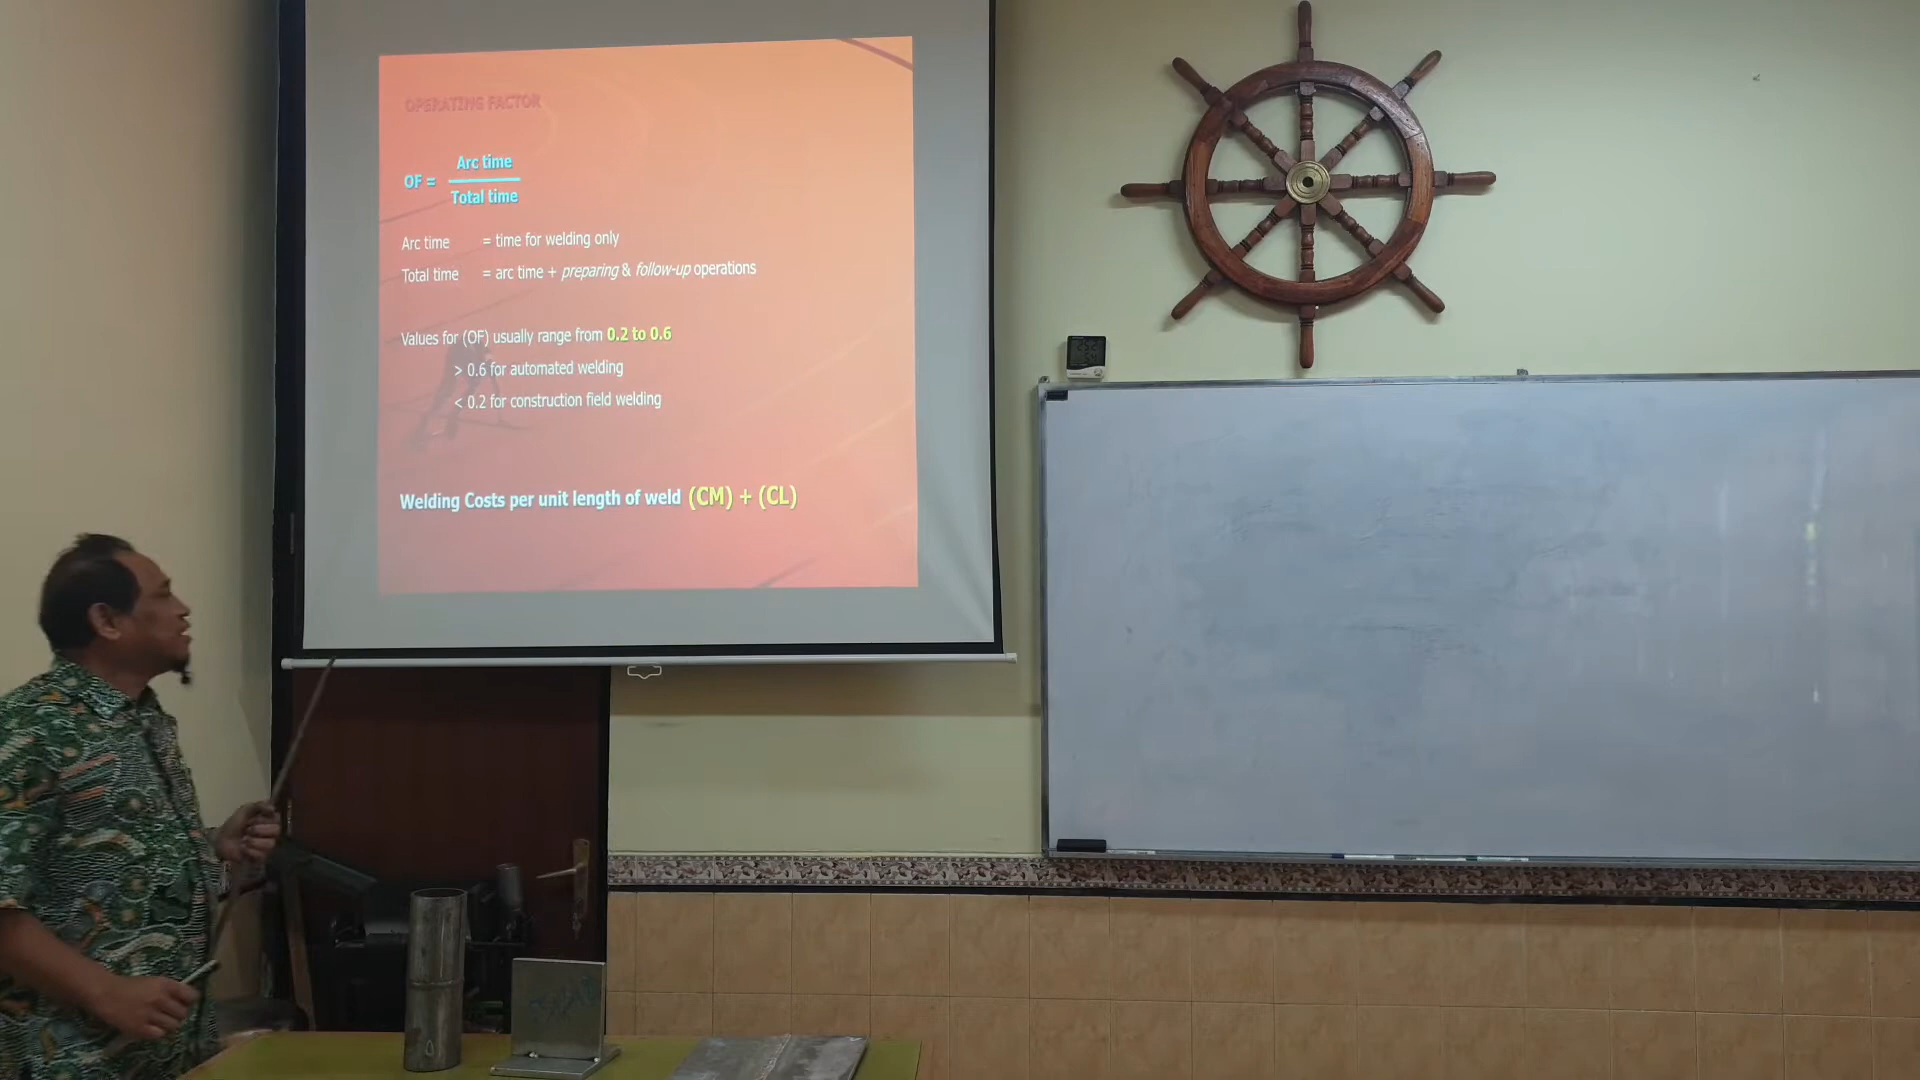 OPERATING FACTOR
OF = Arc time
Total time
Arc time = time for welding only
Total time = arc time + preparing & follow-up operations
Values for (OF) usually range from 0.2 to 0.6
> 0.6 for automated welding
< 0.2 for construction field welding
Welding Costs per unit length of weld (CM) + (CL)